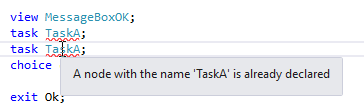 view MessageBoxOK;
task TaskA;
task TaskA;
choice
A node with the name 'TaskA' is already declared
exit Ok;